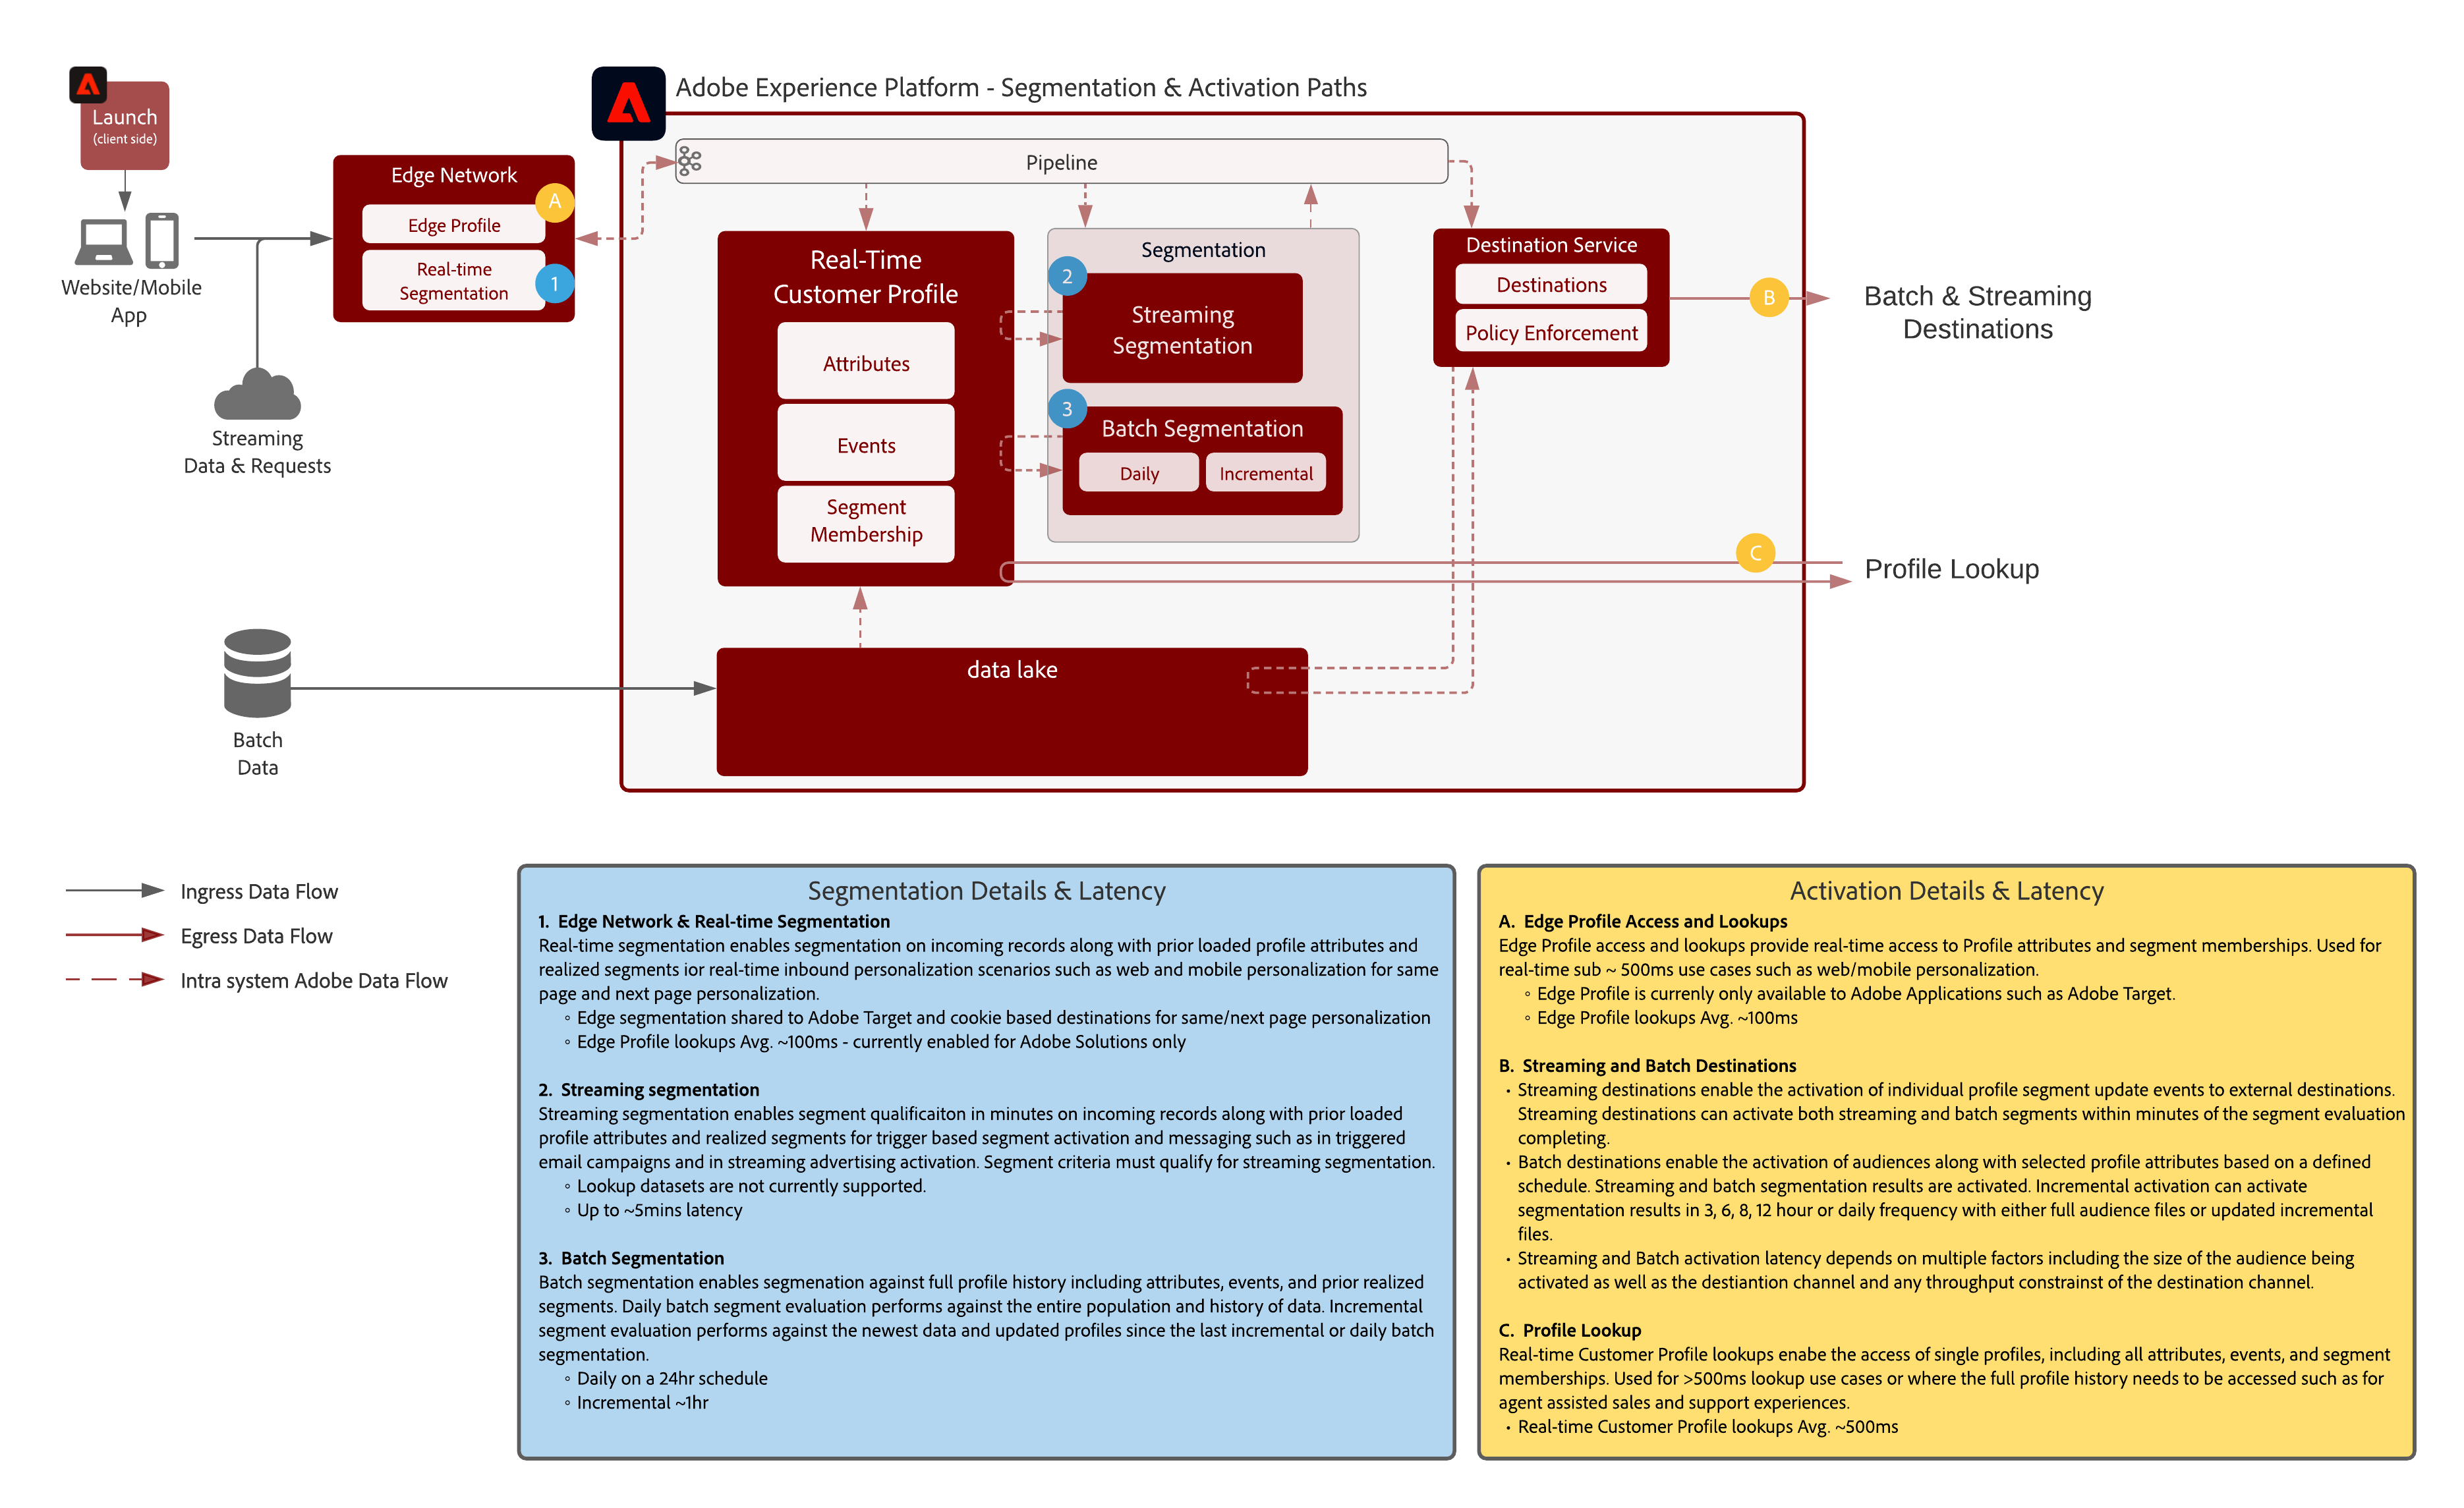 Adobe Experience Platform - Segmentation & Activation Paths
Launch
(client side)
Website/Mobile
App
Streaming
Data & Requests
Batch
Data
Edge Network
Edge Profile
A
Real-time
Segmentation
1
Pipeline
Real-Time
Customer Profile
Attributes
Events
Segment
Membership
Segmentation
2
Streaming
Segmentation
3
Batch Segmentation
Daily
Incremental
Destination Service
Destinations
Policy Enforcement
B
Batch & Streaming
Destinations
C
Profile Lookup
data lake
Ingress Data Flow
Egress Data Flow
Intra system Adobe Data Flow
Segmentation Details & Latency
1. Edge Network & Real-time Segmentation
Real-time segmentation enables segmentation on incoming records along with prior loaded profile attributes and
realized segments ior real-time inbound personalization scenarios such as web and mobile personalization for same
page and next page personalization.
◦ Edge segmentation shared to Adobe Target and cookie based destinations for same/next page personalization
◦ Edge Profile lookups Avg. ~100ms - currently enabled for Adobe Solutions only
2. Streaming segmentation
Streaming segmentation enables segment qualificaiton in minutes on incoming records along with prior loaded
profile attributes and realized segments for trigger based segment activation and messaging such as in triggered
email campaigns and in streaming advertising activation. Segment criteria must qualify for streaming segmentation.
◦ Lookup datasets are not currently supported.
◦ Up to ~5mins latency
3. Batch Segmentation
Batch segmentation enables segmenation against full profile history including attributes, events, and prior realized
segments. Daily batch segment evaluation performs against the entire population and history of data. Incremental
segment evaluation performs against the newest data and updated profiles since the last incremental or daily batch
segmentation.
◦ Daily on a 24hr schedule
◦ Incremental ~1hr
Activation Details & Latency
A. Edge Profile Access and Lookups
Edge Profile access and lookups provide real-time access to Profile attributes and segment memberships. Used for
real-time sub ~ 500ms use cases such as web/mobile personalization.
◦ Edge Profile is currenly only available to Adobe Applications such as Adobe Target.
◦ Edge Profile lookups Avg. ~100ms
B. Streaming and Batch Destinations
• Streaming destinations enable the activation of individual profile segment update events to external destinations.
Streaming destinations can activate both streaming and batch segments within minutes of the segment evaluation
completing.
• Batch destinations enable the activation of audiences along with selected profile attributes based on a defined
schedule. Streaming and batch segmentation results are activated. Incremental activation can activate
segmentation results in 3, 6, 8, 12 hour or daily frequency with either full audience files or updated incremental
files.
• Streaming and Batch activation latency depends on multiple factors including the size of the audience being
activated as well as the destiantion channel and any throughput constrainst of the destination channel.
C. Profile Lookup
Real-time Customer Profile lookups enabe the access of single profiles, including all attributes, events, and segment
memberships. Used for >500ms lookup use cases or where the full profile history needs to be accessed such as for
agent assisted sales and support experiences.
• Real-time Customer Profile lookups Avg. ~500ms